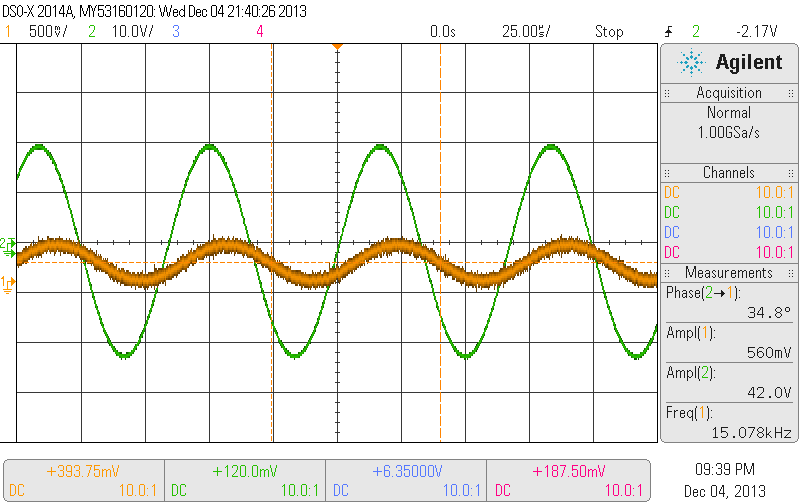 DSO-X 2014A, MY53160120: Wed Dec 04 21:40:26 2013
1 500mV/ 2 10.0V/ 3 4 0.0s 25.00us/ Stop 2 -2.17V
Agilent
Acquisition
Normal
1.00GSa/s
Channels
DC 10.0:1
DC 10.0:1
DC 10.0:1
DC 10.0:1
Measurements
Phase(2→1):
34.8°
Ampl(1):
560mV
Ampl(2):
42.0V
Freq(1):
15.078kHz
2
1
+393.75mV +120.0mV +6.35000V +187.50mV
DC 10.0:1 DC 10.0:1 DC 10.0:1 DC 10.0:1
09:39 PM
Dec 04, 2013